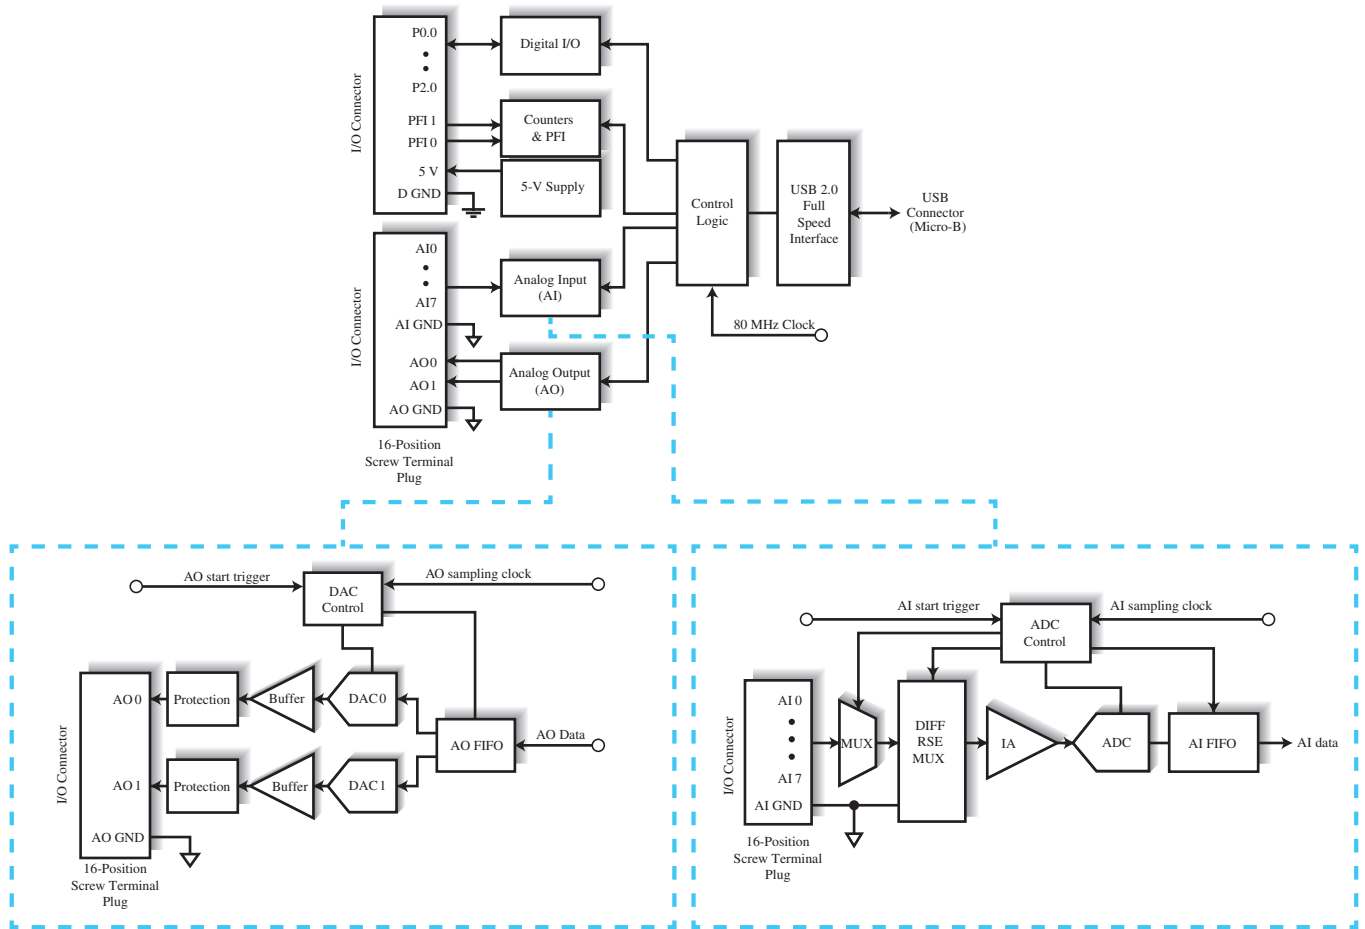 I/O Connector
P0.0
P2.0
PFI 1
PFI 0
5 V
D GND
Digital I/O
Counters
& PFI
5-V Supply
Control
Logic
USB 2.0
Full
Speed
Interface
USB
Connector
(Micro-B)
80 MHz Clock
I/O Connector
AI0
AI7
AI GND
AO0
AO1
AO GND
Analog Input
(AI)
Analog Output
(AO)
16-Position
Screw Terminal
Plug
AO start trigger
DAC
Control
AO sampling clock
I/O Connector
AO 0
Protection
Buffer
DAC0
AO FIFO
AO Data
AO 1
Protection
Buffer
DAC1
AO GND
16-Position
Screw Terminal
Plug
AI start trigger
ADC
Control
AI sampling clock
I/O Connector
AI 0
AI 7
AI GND
MUX
DIFF
RSE
MUX
IA
ADC
AI FIFO
AI data
16-Position
Screw Terminal
Plug